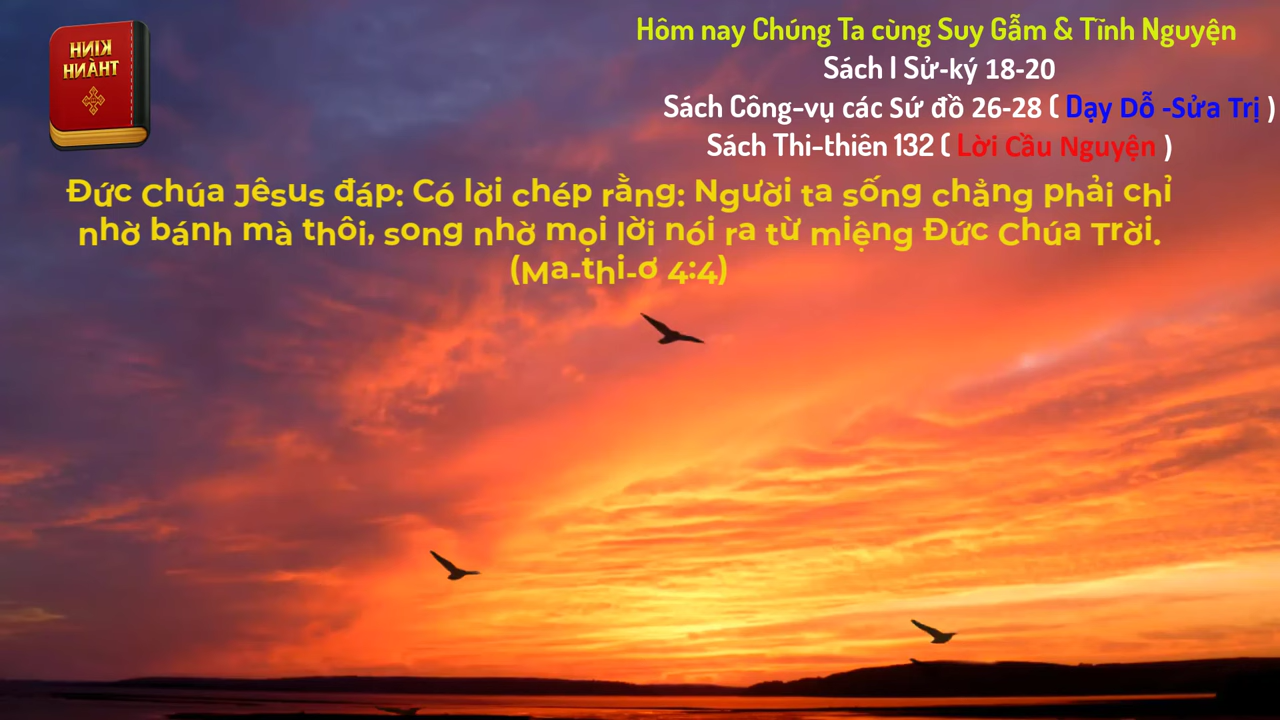 KINH
THÁNH
Hôm nay Chúng Ta cùng Suy Gẫm & Tĩnh Nguyện
Sách I Sử-ký 18-20
Sách Công-vụ các Sứ đồ 26-28 ( Dạy Dỗ -Sửa Trị )
Sách Thi-thiên 132 ( Lời Cầu Nguyện )
Đức Chúa Jêsus đáp: Có lời chép rằng: Người ta sống chẳng phải chỉ
nhờ bánh mà thôi, song nhờ mọi lời nói ra từ miệng Đức Chúa Trời.
(Ma-thi-ơ 4:4)